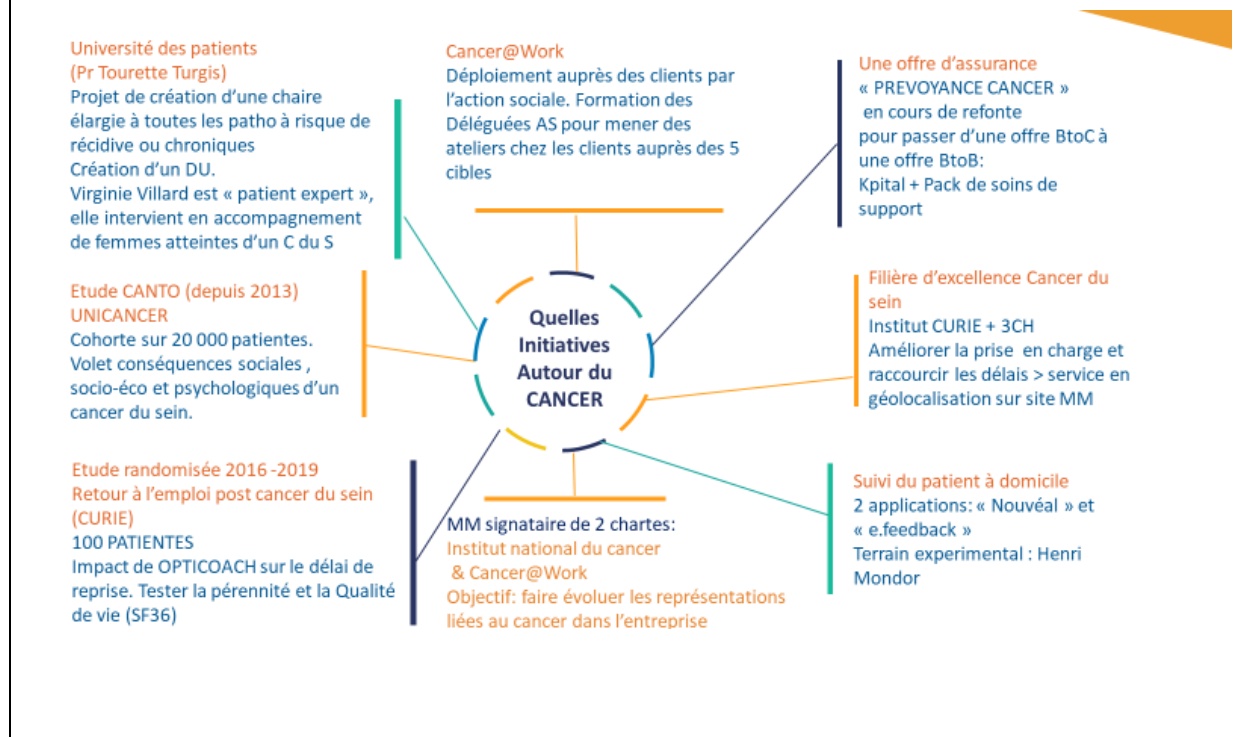 Université des patients
(Pr Tourette Turgis)
Projet de création d'une chaire
élargie à toutes les patho à risque de
récidive ou chroniques
Création d'un DU.
Virginie Villard est « patient expert »,
elle intervient en accompagnement
de femmes atteintes d'un C du S
Cancer@Work
Déploiement auprès des clients par
l'action sociale. Formation des
Déléguées AS pour mener des
ateliers chez les clients auprès des 5
cibles
Une offre d'assurance
« PREVOYANCE CANCER »
en cours de refonte
pour passer d'une offre BtoC à
une offre BtoB:
Kpital + Pack de soins de
support
Etude CANTO (depuis 2013)
UNICANCER
Cohorte sur 20 000 patientes.
Volet conséquences sociales ,
socio-éco et psychologiques d'un
cancer du sein.
Quelles
Initiatives
Autour du
CANCER
Filière d'excellence Cancer du
sein
Institut CURIE + 3CH
Améliorer la prise en charge et
raccourcir les délais > service en
géolocalisation sur site MM
Etude randomisée 2016 -2019
Retour à l'emploi post cancer du sein
(CURIE)
100 PATIENTES
Impact de OPTICOACH sur le délai de
reprise. Tester la pérennité et la Qualité
de vie (SF36)
MM signataire de 2 chartes:
Institut national du cancer
& Cancer@Work
Objectif: faire évoluer les représentations
liées au cancer dans l'entreprise
Suivi du patient à domicile
2 applications: « Nouvéal » et
« e.feedback »
Terrain experimental : Henri
Mondor